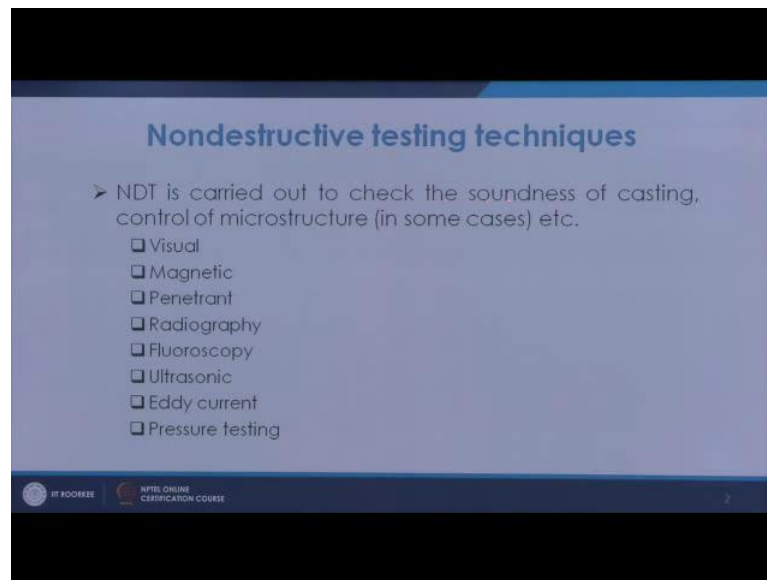 Nondestructive testing techniques
➢ NDT is carried out to check the soundness of casting,
control of microstructure (in some cases) etc.
❑ Visual
❑ Magnetic
❑ Penetrant
❑ Radiography
❑ Fluoroscopy
❑ Ultrasonic
❑ Eddy current
❑ Pressure testing
IIT ROORKEE
NPTEL ONLINE
CERTIFICATION COURSE
2